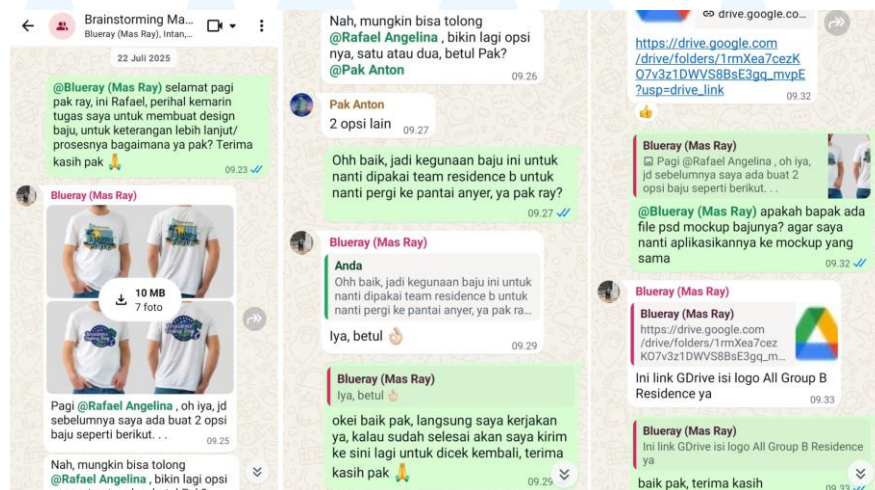 Brainstorming Ma...
Blueray (Mas Ray), Intan,...
22 Juli 2025
@Blueray (Mas Ray) selamat pagi
pak ray, ini Rafael, perihal kemarin
tugas saya untuk membuat design
baju, untuk keterangan lebih lanjut/
prosesnya bagaimana ya pak? Terima
kasih pak 🙏
09.23
Blueray (Mas Ray)
10 MB
7 foto
Pagi @Rafael Angelina , oh iya, jd
sebelumnya saya ada buat 2 opsi
baju seperti berikut. . .
09.25
Nah, mungkin bisa tolong
@Rafael Angelina , bikin lagi opsi
Nah, mungkin bisa tolong
@Rafael Angelina , bikin lagi opsi
nya, satu atau dua, betul Pak?
@Pak Anton
09.26
Pak Anton
2 opsi lain
09.27
Ohh baik, jadi kegunaan baju ini untuk
nanti dipakai team residence b untuk
nanti pergi ke pantai anyer, ya pak ray?
09.27
Blueray (Mas Ray)
Anda
Ohh baik, jadi kegunaan baju ini untuk
nanti dipakai team residence b untuk
nanti pergi ke pantai anyer, ya pak ra...
Iya, betul 👌🏻
09.29
Blueray (Mas Ray)
Iya, betul 👌🏻
okei baik pak, langsung saya kerjakan
ya, kalau sudah selesai akan saya kirim
ke sini lagi untuk dicek kembali, terima
kasih pak 🙏
09.29
drive.google.co...
https://drive.google.com
/drive/folders/1rmXea7cezK
O7v3z1DWVS8BsE3gq_mvpE
?usp=drive_link
09.32
Blueray (Mas Ray)
Pagi @Rafael Angelina , oh iya,
jd sebelumnya saya ada buat 2
opsi baju seperti berikut. . .
@Blueray (Mas Ray) apakah bapak ada
file psd mockup bajunya? agar saya
nanti aplikasikannya ke mockup yang
sama
09.32
Blueray (Mas Ray)
Blueray (Mas Ray)
https://drive.google.com
/drive/folders/1rmXea7cez
KO7v3z1DWVS8BsE3gq_m...
Ini link GDrive isi logo All Group B
Residence ya
09.33
Blueray (Mas Ray)
Ini link GDrive isi logo All Group B Residence
ya
baik pak, terima kasih
09.33